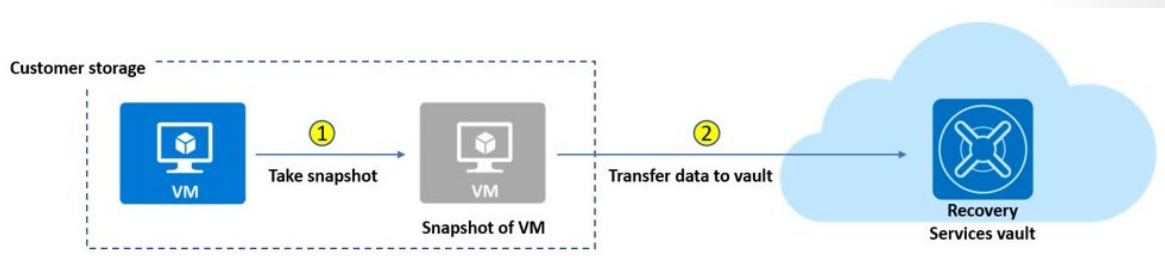 Customer storage
VM
1
Take snapshot
VM
Snapshot of VM
2
Transfer data to vault
Recovery
Services vault